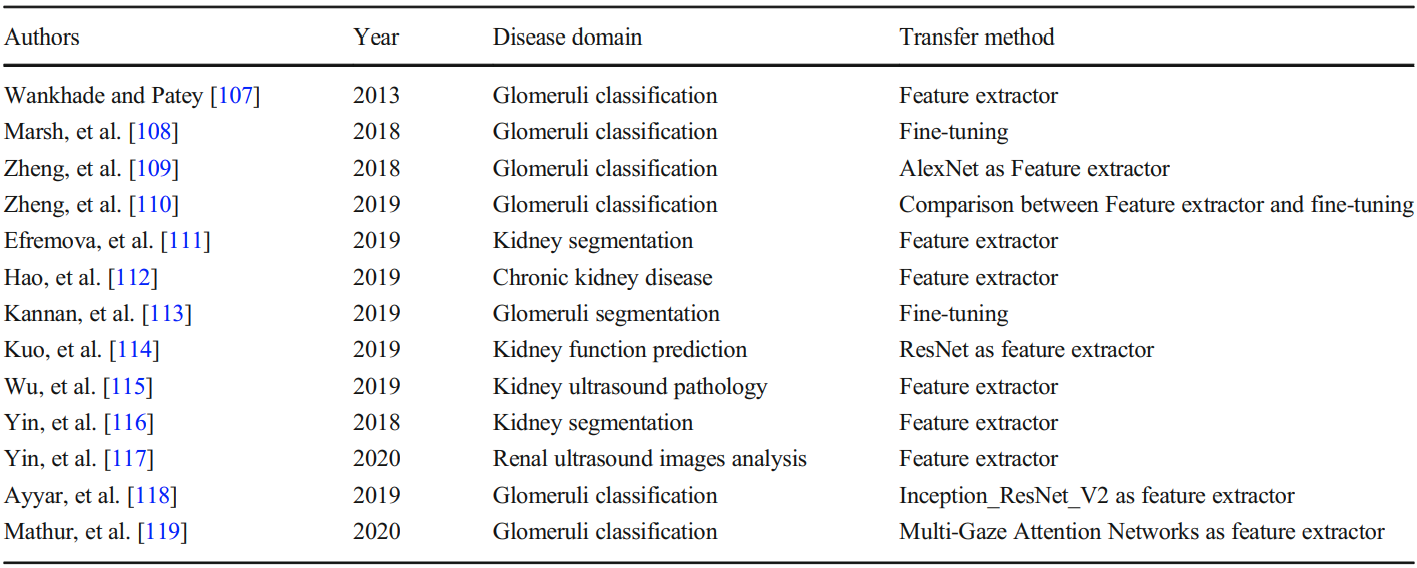 Authors Year Disease domain Transfer method
Wankhade and Patey [107] 2013 Glomeruli classification Feature extractor
Marsh, et al. [108] 2018 Glomeruli classification Fine-tuning
Zheng, et al. [109] 2018 Glomeruli classification AlexNet as Feature extractor
Zheng, et al. [110] 2019 Glomeruli classification Comparison between Feature extractor and fine-tuning
Efremova, et al. [111] 2019 Kidney segmentation Feature extractor
Hao, et al. [112] 2019 Chronic kidney disease Feature extractor
Kannan, et al. [113] 2019 Glomeruli segmentation Fine-tuning
Kuo, et al. [114] 2019 Kidney function prediction ResNet as feature extractor
Wu, et al. [115] 2019 Kidney ultrasound pathology Feature extractor
Yin, et al. [116] 2018 Kidney segmentation Feature extractor
Yin, et al. [117] 2020 Renal ultrasound images analysis Feature extractor
Ayyar, et al. [118] 2019 Glomeruli classification Inception_ResNet_V2 as feature extractor
Mathur, et al. [119] 2020 Glomeruli classification Multi-Gaze Attention Networks as feature extractor